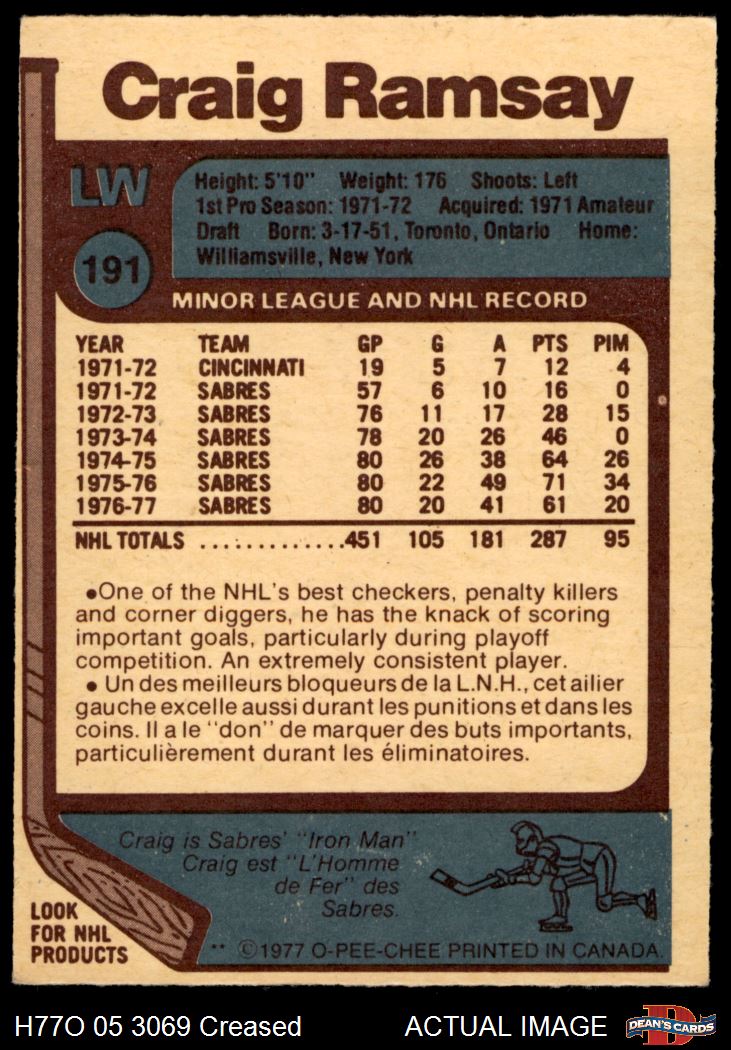 Craig Ramsay
LW
191
Height: 5'10" Weight: 176 Shoots: Left
1st Pro Season: 1971-72 Acquired: 1971 Amateur
Draft Born: 3-17-51, Toronto, Ontario Home:
Williamsville, New York
MINOR LEAGUE AND NHL RECORD
YEAR TEAM GP G A PTS PIM
1971-72 CINCINNATI 19 5 7 12 4
1971-72 SABRES 57 6 10 16 0
1972-73 SABRES 76 11 17 28 15
1973-74 SABRES 78 20 26 46 0
1974-75 SABRES 80 26 38 64 26
1975-76 SABRES 80 22 49 71 34
1976-77 SABRES 80 20 41 61 20
NHL TOTALS .............451 105 181 287 95
●One of the NHL's best checkers, penalty killers
and corner diggers, he has the knack of scoring
important goals, particularly during playoff
competition. An extremely consistent player.
● Un des meilleurs bloqueurs de la L.N.H., cet ailier
gauche excelle aussi durant les punitions et dans les
coins. Il a le "don" de marquer des buts importants,
particulièrement durant les éliminatoires.
Craig is Sabres' "Iron Man"
Craig est "L'Homme
de Fer" des
Sabres.
LOOK
FOR NHL
PRODUCTS
** ©1977 O-PEE-CHEE PRINTED IN CANADA
H77O 05 3069 Creased ACTUAL IMAGE
DEAN'S CARDS